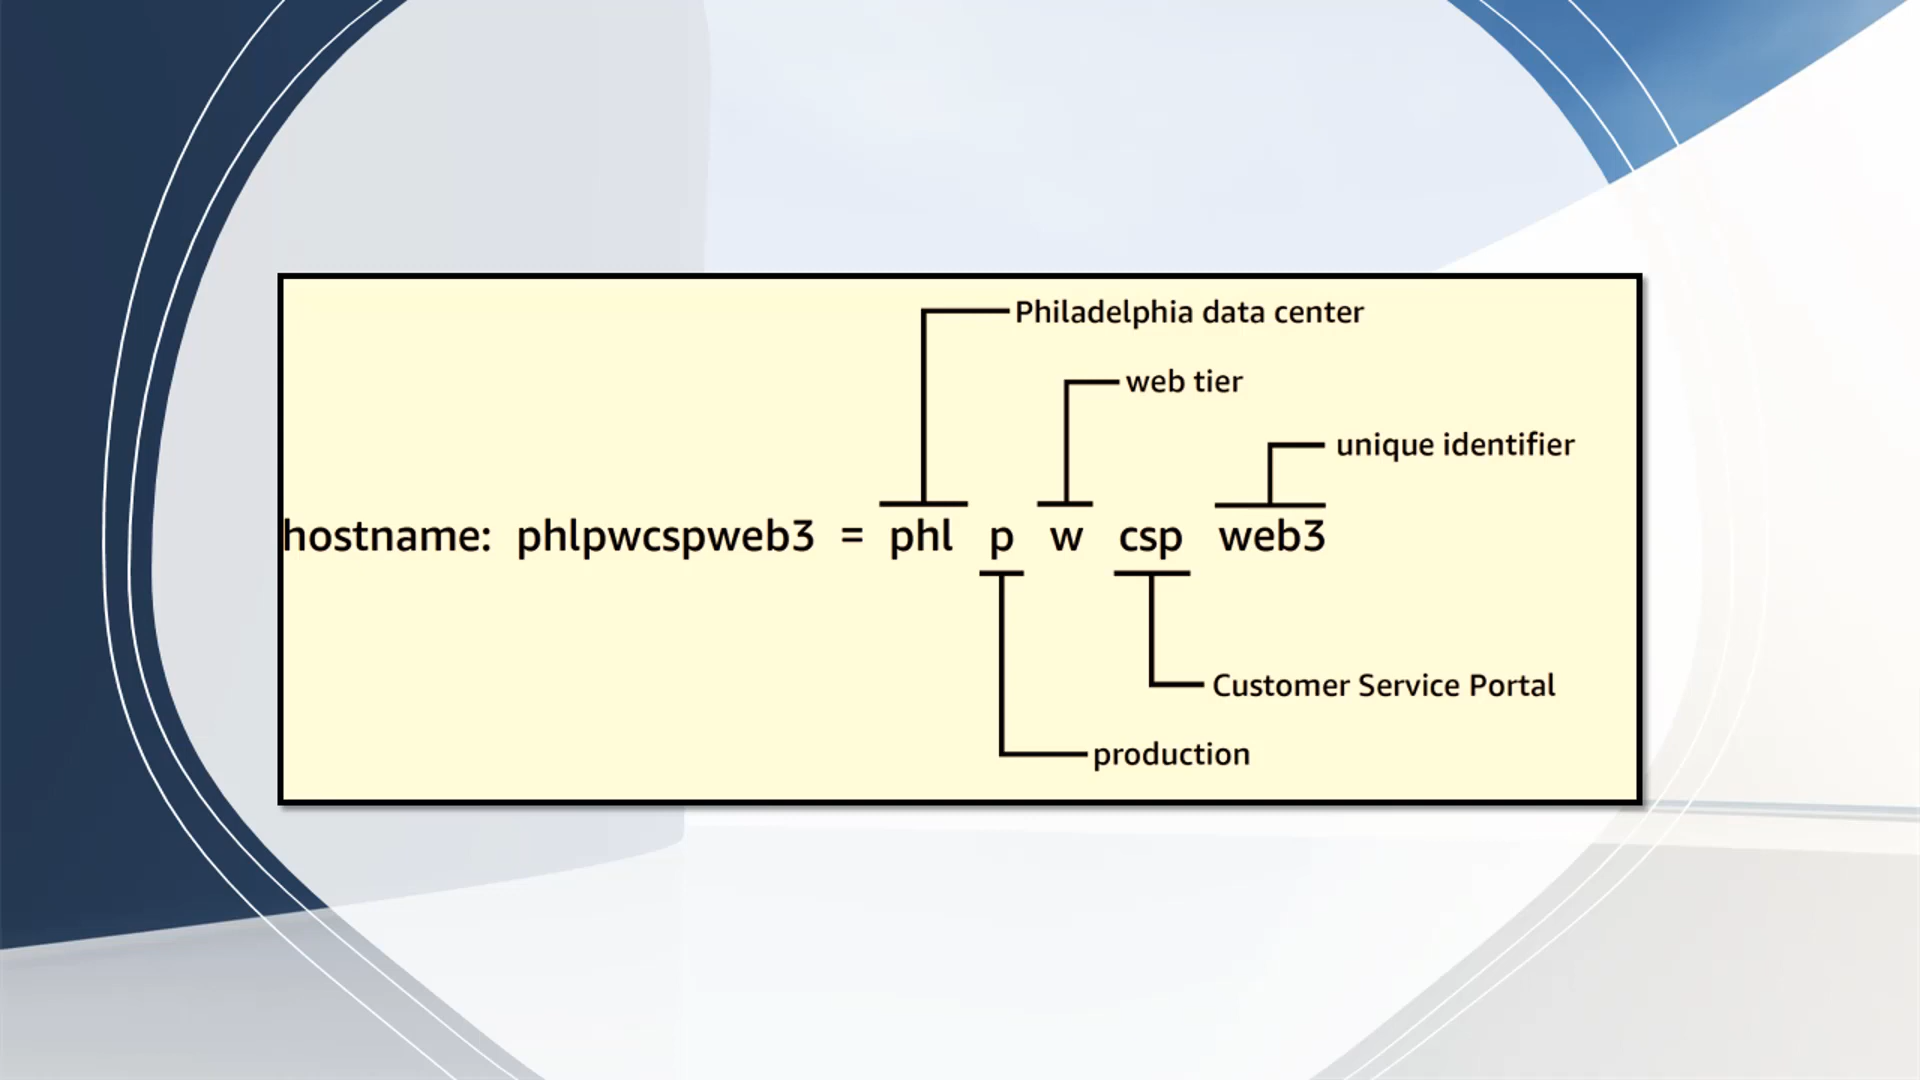 Philadelphia data center
web tier
unique identifier
hostname: phlpwcspweb3 = phl p w csp web3
Customer Service Portal
production